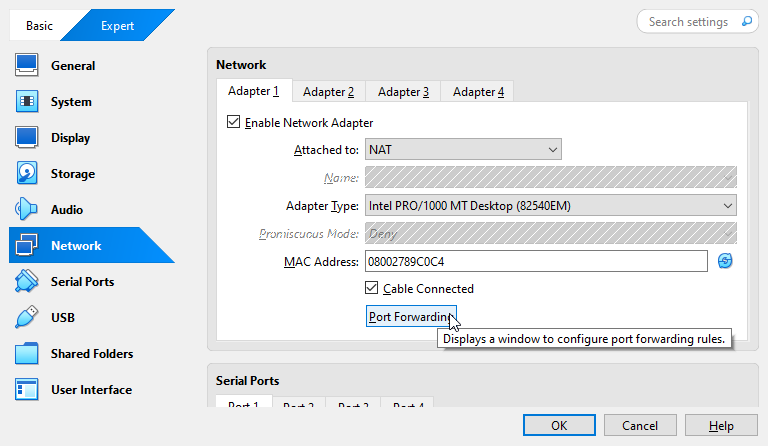 Basic
Expert
Search settings
General
System
Display
Storage
Audio
Network
Serial Ports
USB
Shared Folders
User Interface
Network
Adapter 1
Adapter 2
Adapter 3
Adapter 4
Enable Network Adapter
Attached to: NAT
Name:
Adapter Type: Intel PRO/1000 MT Desktop (82540EM)
Promiscuous Mode: Deny
MAC Address: 08002789C0C4
Cable Connected
Port Forwarding
Displays a window to configure port forwarding rules.
Serial Ports
Port 1
Port 2
Port 3
Port 4
OK
Cancel
Help